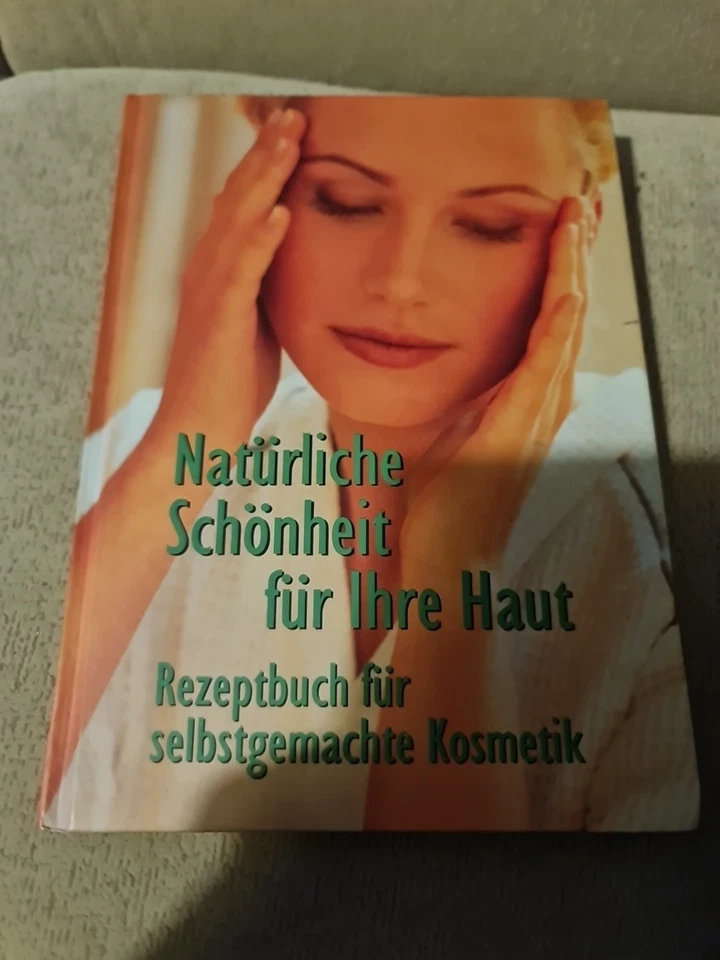 Natürliche
Schönheit
für Ihre Haut
Rezeptbuch für
selbstgemachte Kosmetik